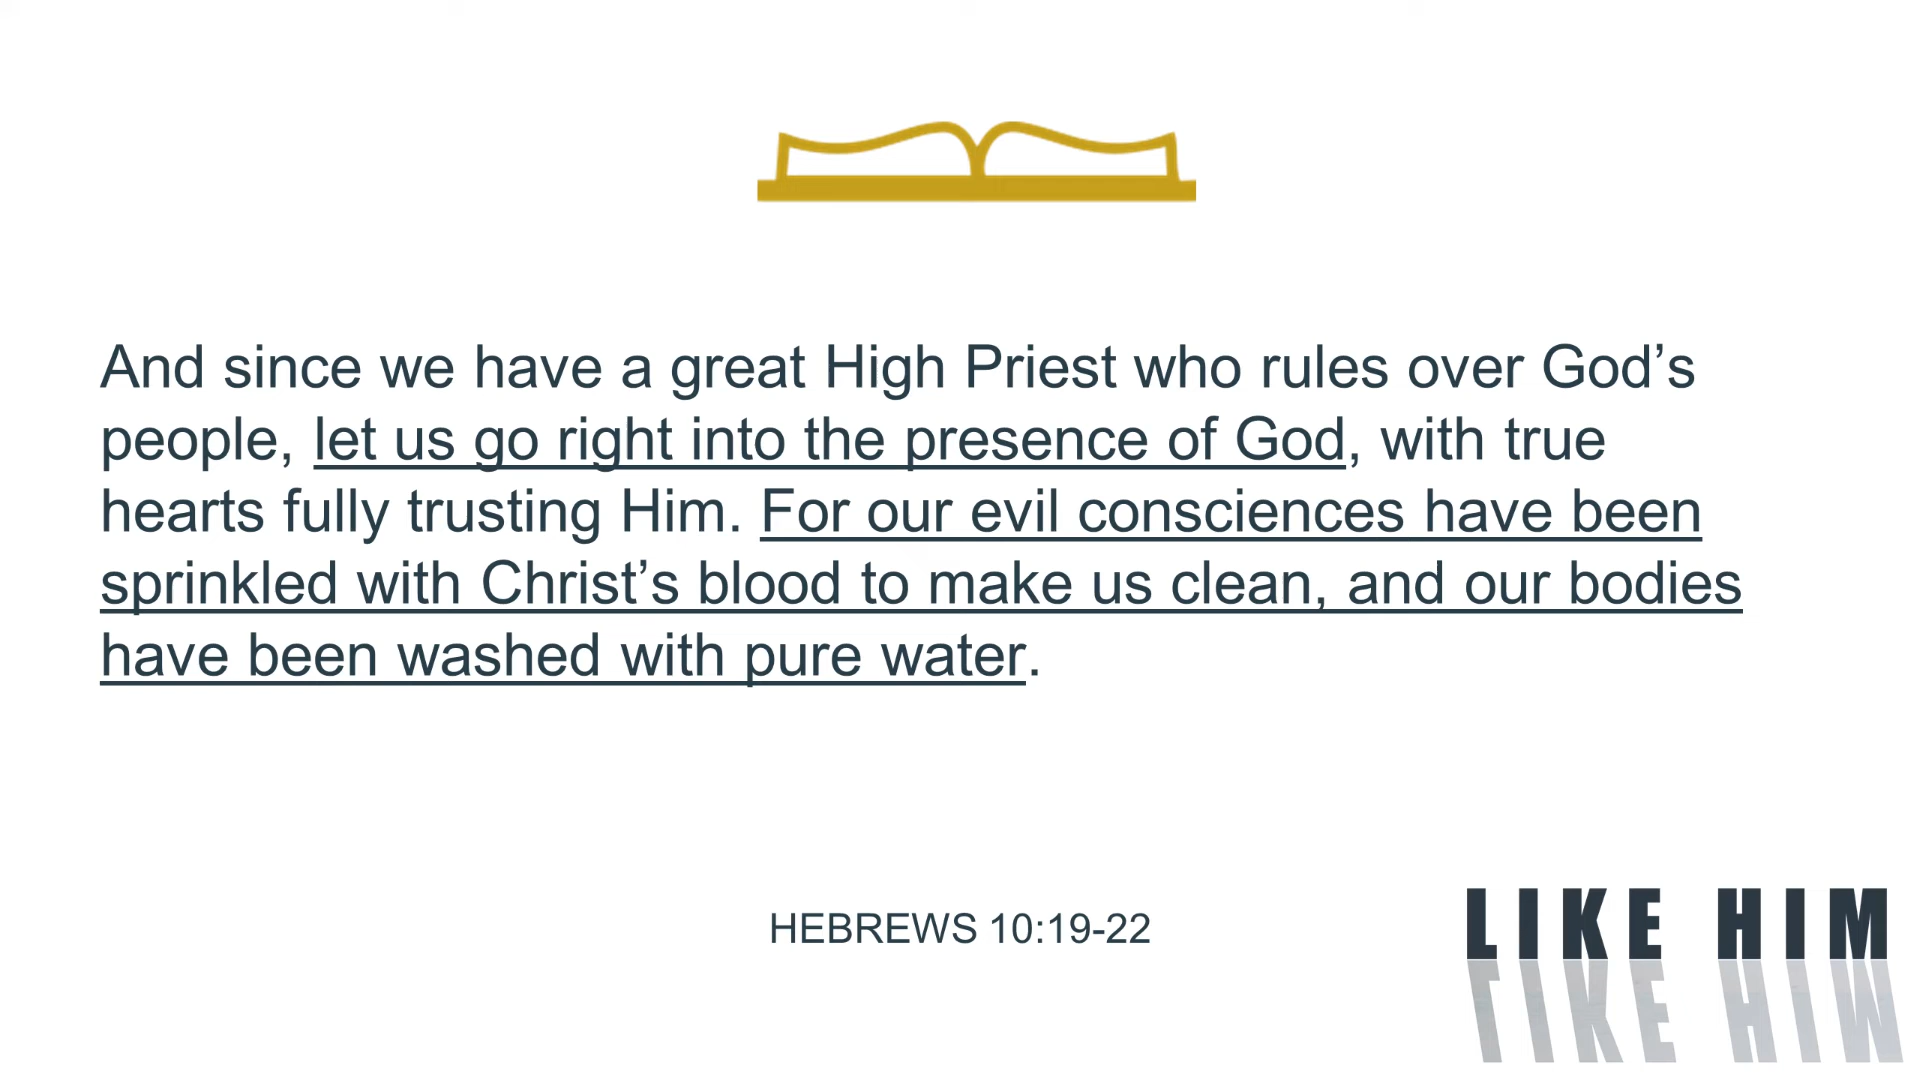 And since we have a great High Priest who rules over God’s
people, let us go right into the presence of God, with true
hearts fully trusting Him. For our evil consciences have been
sprinkled with Christ’s blood to make us clean, and our bodies
have been washed with pure water.
HEBREWS 10:19-22
LIKE HIM